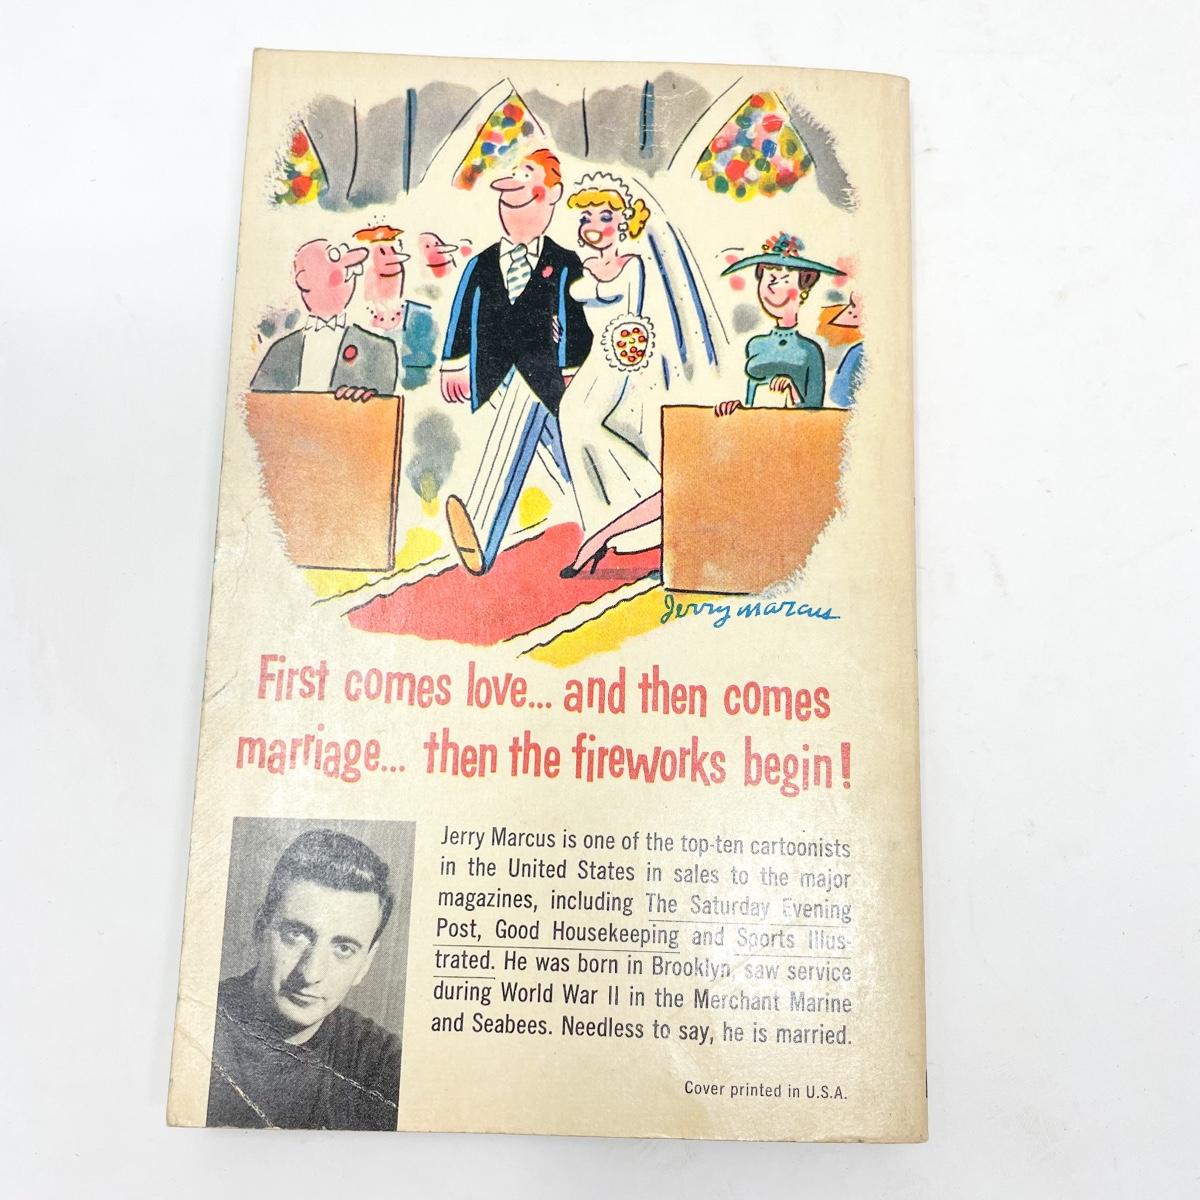 Jerry Marcus
First comes love... and then comes
marriage... then the fireworks begin!
Jerry Marcus is one of the top-ten cartoonists
in the United States in sales to the major
magazines, including The Saturday Evening
Post, Good Housekeeping and Sports Illus-
trated. He was born in Brooklyn, saw service
during World War II in the Merchant Marine
and Seabees. Needless to say, he is married.
Cover printed in U.S.A.